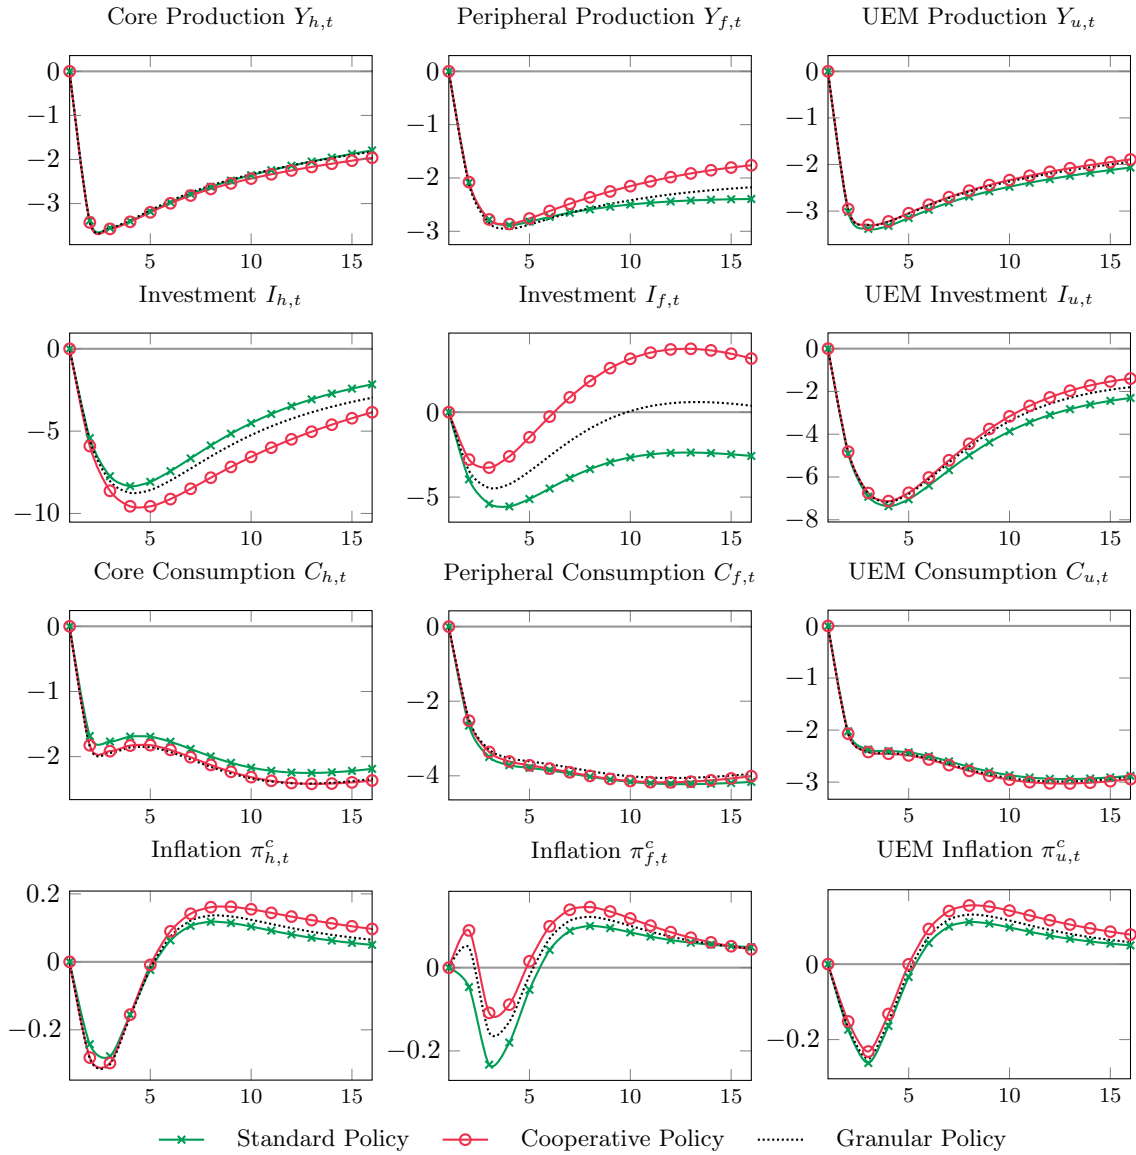 Core Production Y_{h,t} Peripheral Production Y_{f,t} UEM Production Y_{u,t}
0 0 0
−1 −1 −1
−2 −2 −2
−3 −3 −3
5 10 15 5 10 15 5 10 15
Investment I_{h,t} Investment I_{f,t} UEM Investment I_{u,t}
0 0 0
−5 −5 −2
−10 −4
−6
−8
5 10 15 5 10 15 5 10 15
Core Consumption C_{h,t} Peripheral Consumption C_{f,t} UEM Consumption C_{u,t}
0 0 0
−1 −2 −1
−2 −4 −2
−3
5 10 15 5 10 15 5 10 15
Inflation π^c_{h,t} Inflation π^c_{f,t} UEM Inflation π^c_{u,t}
0.2 0 0
0 −0.2 −0.2
−0.2
5 10 15 5 10 15 5 10 15
Standard Policy Cooperative Policy Granular Policy